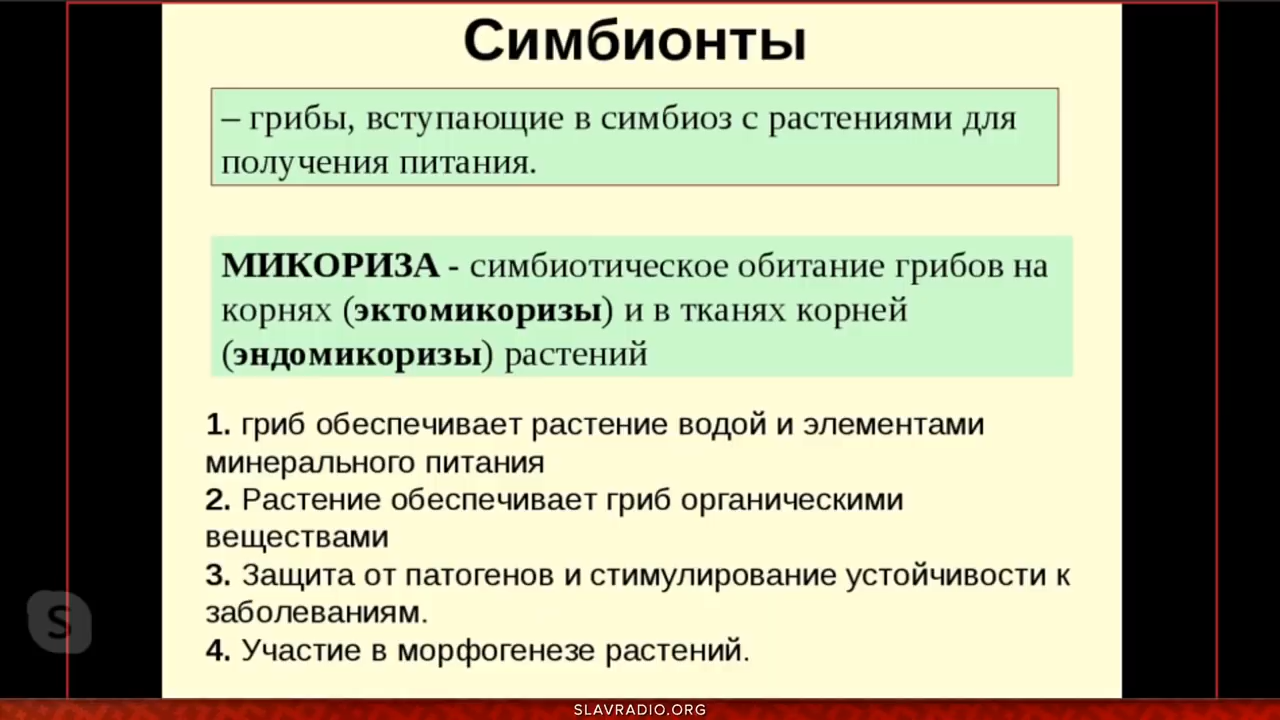 Симбионты
– грибы, вступающие в симбиоз с растениями для
получения питания.
МИКОРИЗА - симбиотическое обитание грибов на
корнях (эктомикоризы) и в тканях корней
(эндомикоризы) растений
1. гриб обеспечивает растение водой и элементами
минерального питания
2. Растение обеспечивает гриб органическими
веществами
3. Защита от патогенов и стимулирование устойчивости к
заболеваниям.
4. Участие в морфогенезе растений.
S
SLAVRADIO.ORG